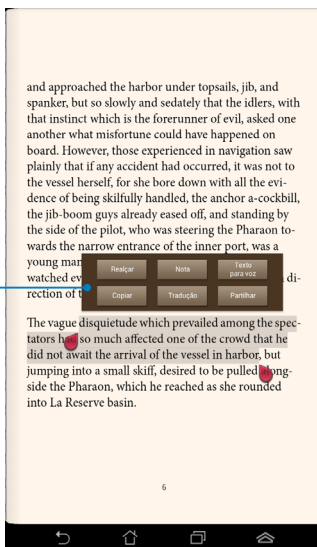 and approached the harbor under topsails, jib, and
spanker, but so slowly and sedately that the idlers, with
that instinct which is the forerunner of evil, asked one
another what misfortune could have happened on
board. However, those experienced in navigation saw
plainly that if any accident had occurred, it was not to
the vessel herself, for she bore down with all the evi-
dence of being skilfully handled, the anchor a-cockbill,
the jib-boom guys already eased off, and standing by
the side of the pilot, who was steering the Pharaon to-
wards the narrow entrance of the inner port, was a
young man
watched di-
rection of
Realçar Nota Texto
para voz
Copiar Tradução Partilhar
The vague disquietude which prevailed among the spec-
tators had so much affected one of the crowd that he
did not await the arrival of the vessel in harbor, but
jumping into a small skiff, desired to be pulled along-
side the Pharaon, which he reached as she rounded
into La Reserve basin.
6